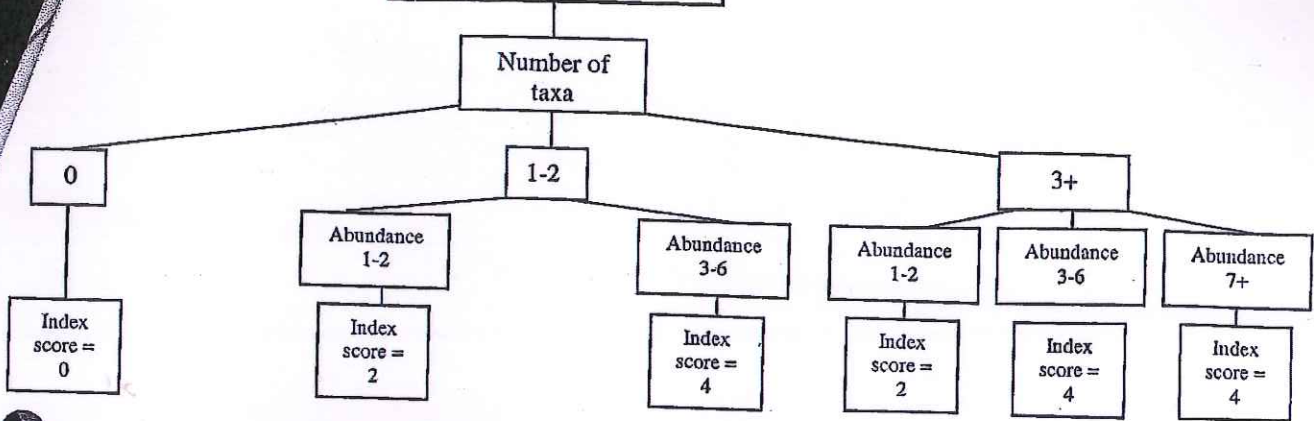 Number of
taxa
0
1-2
3+
Abundance
1-2
Abundance
3-6
Abundance
1-2
Abundance
3-6
Abundance
7+
Index
score =
0
Index
score =
2
Index
score =
4
Index
score =
2
Index
score =
4
Index
score =
4